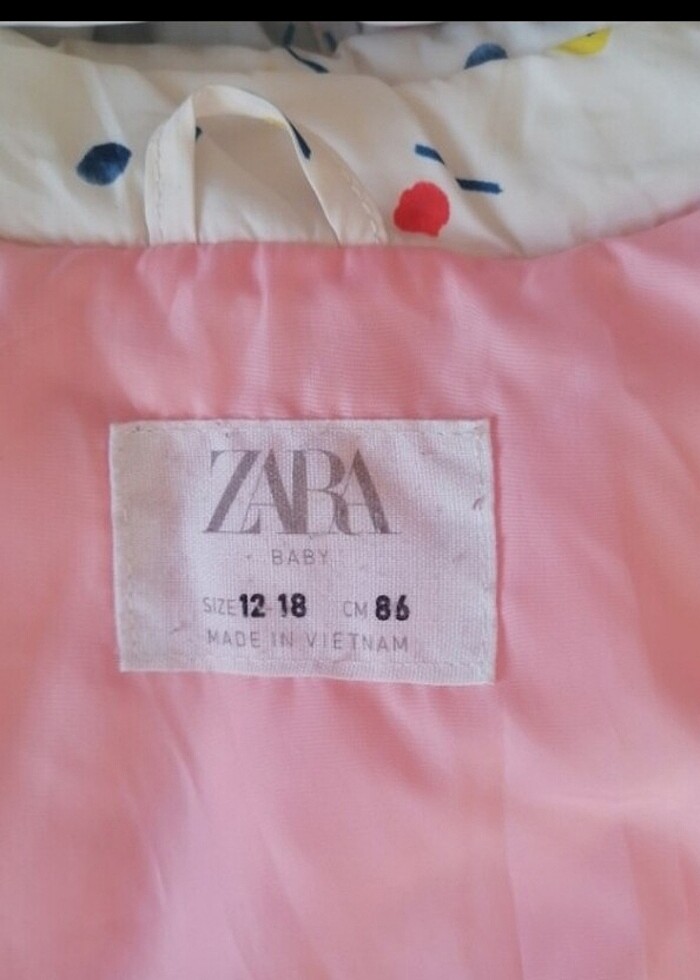 ZARA
BABY
SIZE 12-18 CM 86
MADE IN VIETNAM